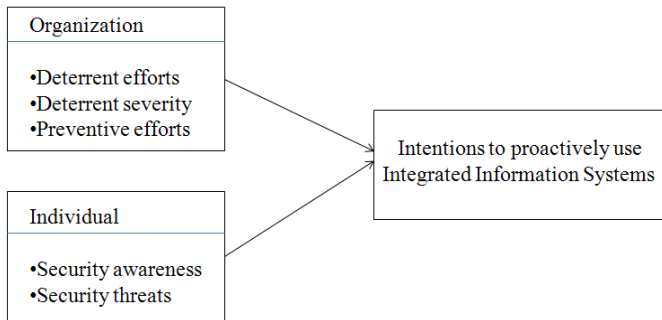 Organization
•Deterrent efforts
•Deterrent severity
•Preventive efforts
Intentions to proactively use
Integrated Information Systems
Individual
•Security awareness
•Security threats